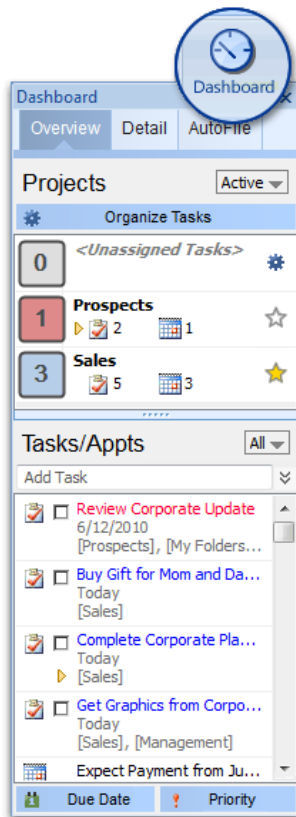 Dashboard
Dashboard
Overview Detail AutoFile
Projects Active
Organize Tasks
0 <Unassigned Tasks>
1 Prospects
2 1
3 Sales
5 3
Tasks/Appts All
Add Task
Review Corporate Update
6/12/2010
[Prospects], [My Folders...
Buy Gift for Mom and Da...
Today
[Sales]
Complete Corporate Pla...
Today
[Sales]
Get Graphics from Corpo...
Today
[Sales], [Management]
Expect Payment from Ju...
1 Due Date Priority